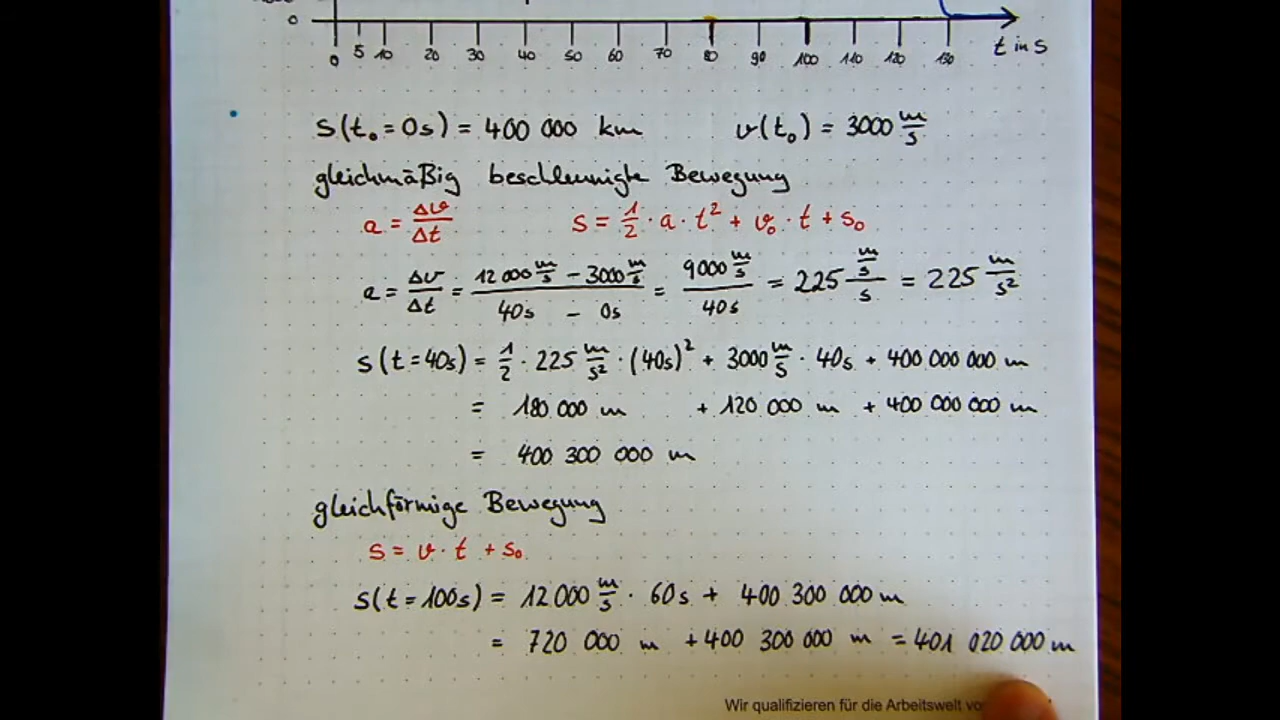 0
0 5 10 20 30 40 50 60 70 80 90 100 110 120 130 t in s
s(t₀=0s) = 400 000 km v(t₀) = 3000 m/s
gleichmäßig beschleunigte Bewegung
a = Δv/Δt s = 1/2 · a · t² + v₀ · t + s₀
a = Δv/Δt = (12 000 m/s − 3000 m/s)/(40s − 0s) = 9000 m/s / 40s = 225 m/s / s = 225 m/s²
s(t=40s) = 1/2 · 225 m/s² · (40s)² + 3000 m/s · 40s + 400 000 000 m
= 180 000 m + 120 000 m + 400 000 000 m
= 400 300 000 m
gleichförmige Bewegung
s = v · t + s₀
s(t=100s) = 12 000 m/s · 60s + 400 300 000 m
= 720 000 m + 400 300 000 m = 401 020 000 m
Wir qualifizieren für die Arbeitswelt